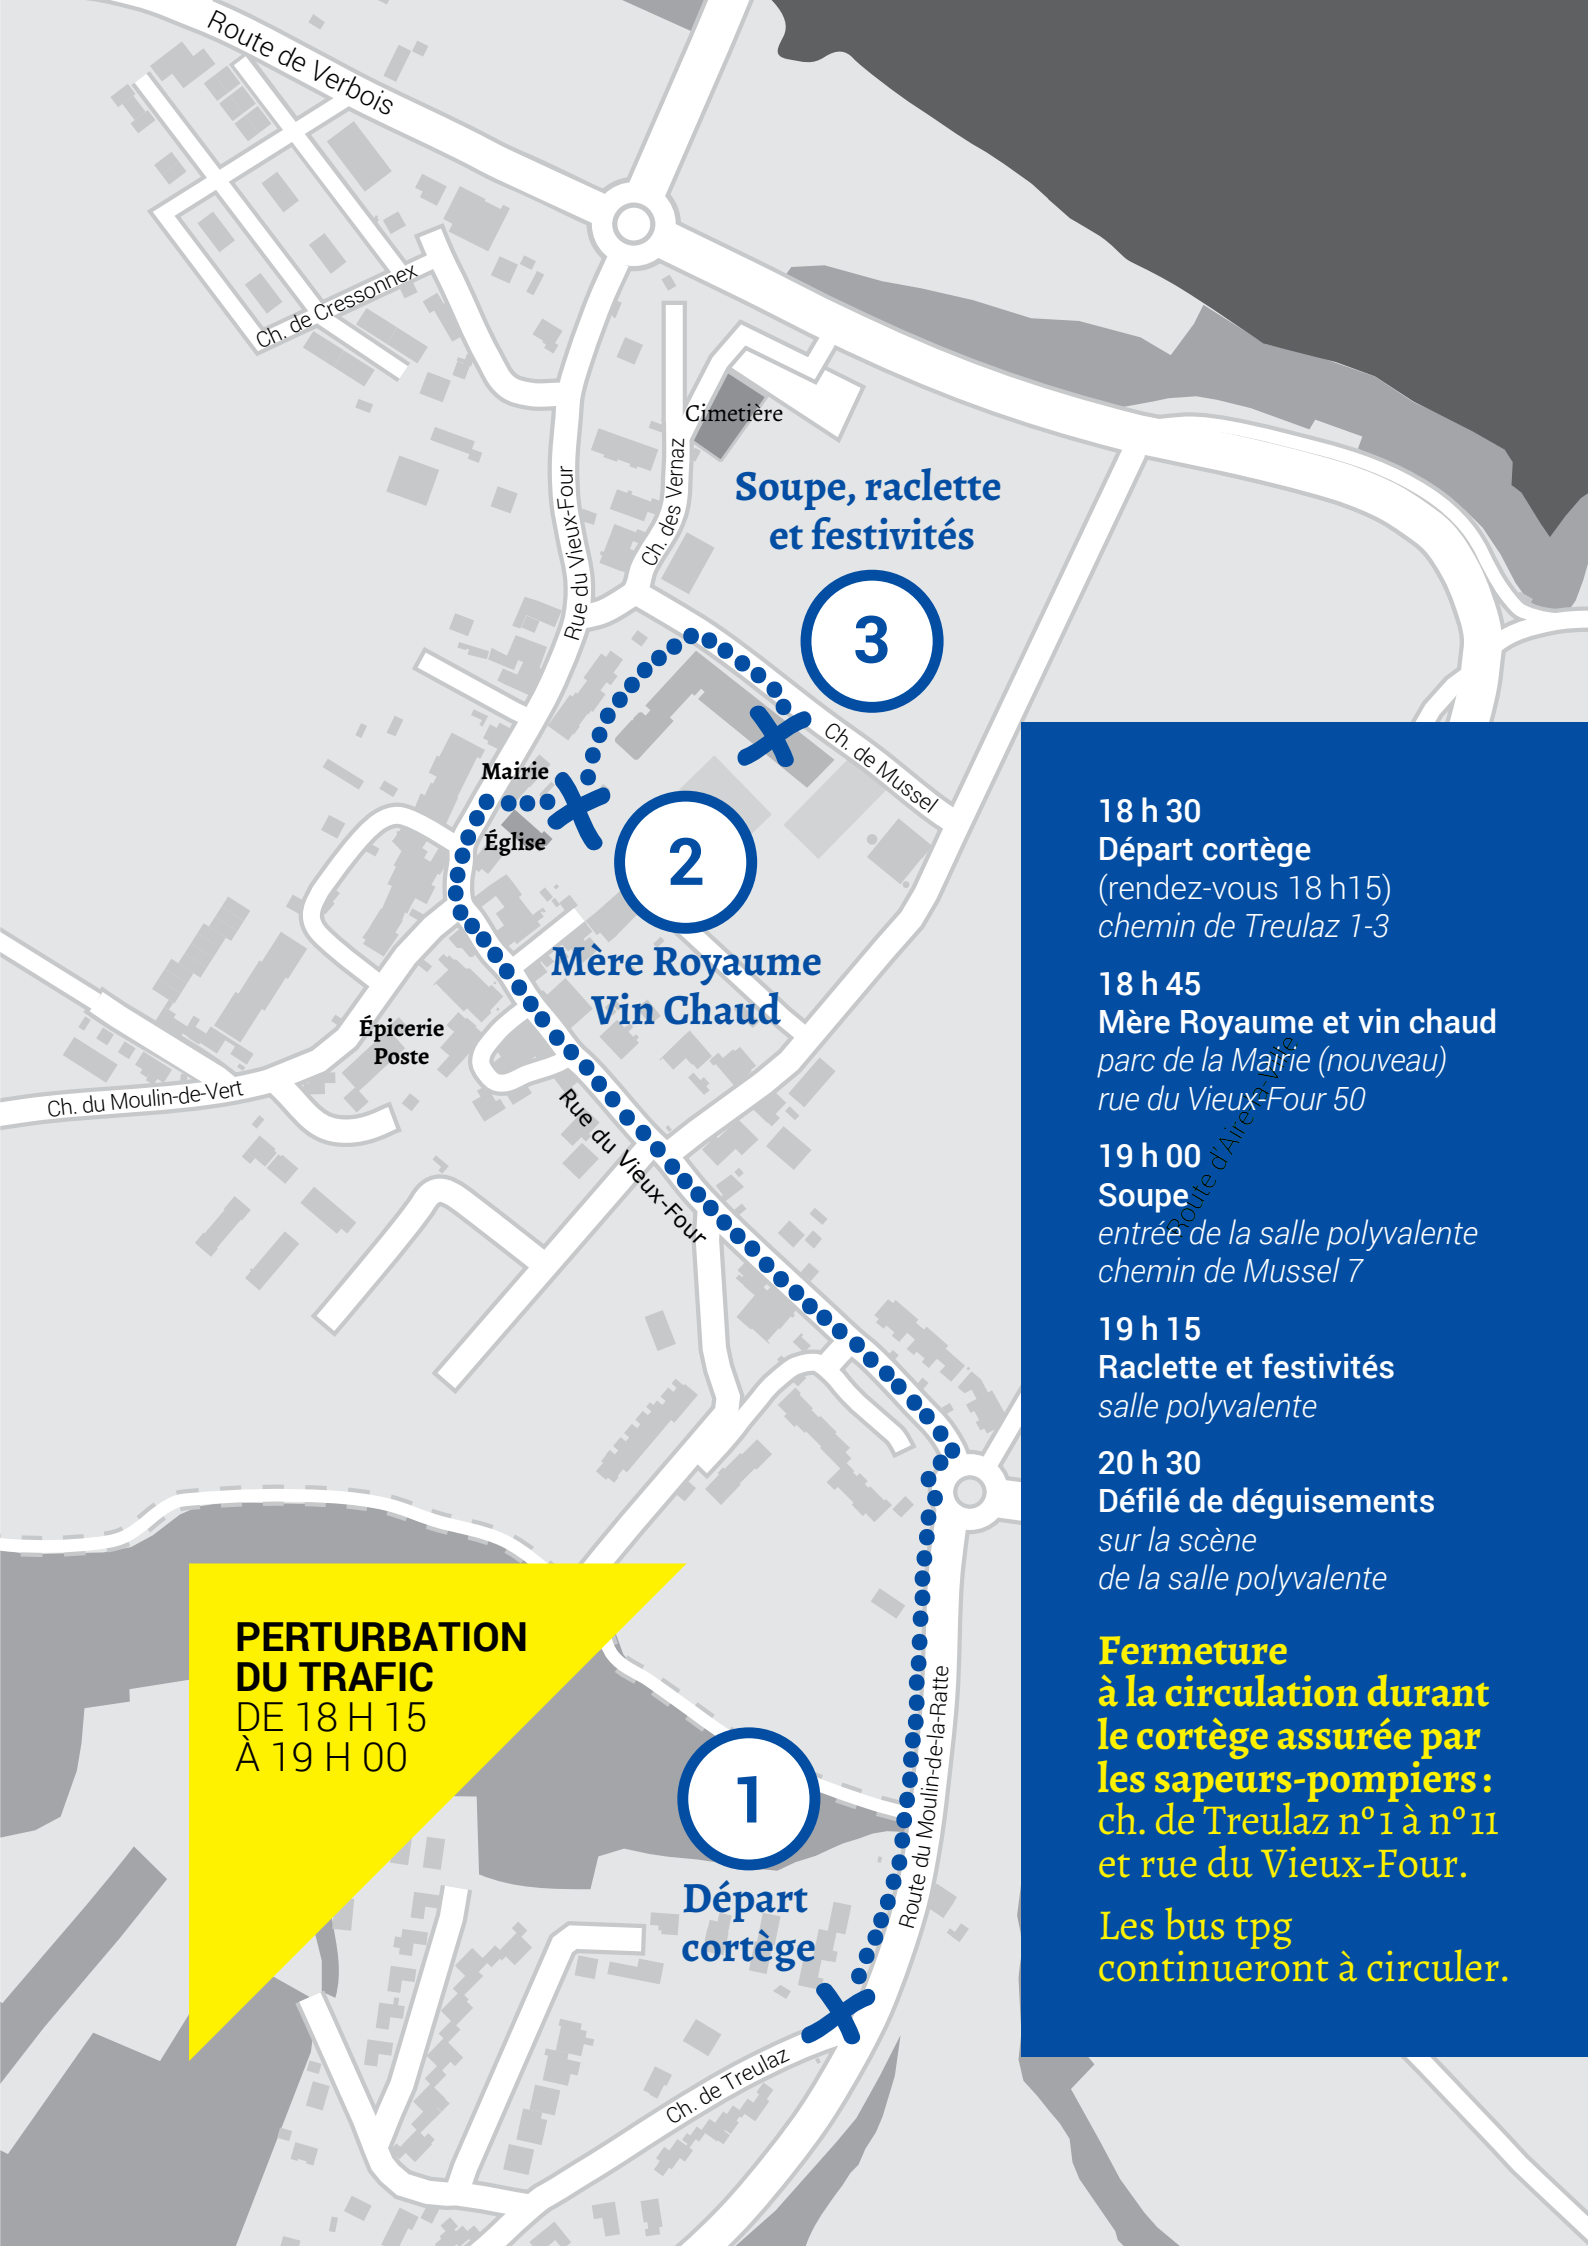 Route de Verbois
Ch. de Cressonnex
Cimetière
Rue du Vieux-Four
Ch. des Vernaz
Soupe, raclette
et festivités
3
Ch. de Mussel
Mairie
Église
2
Mère Royaume
Vin Chaud
Épicerie
Poste
Ch. du Moulin-de-Vert
Rue du Vieux-Four
Route d'Aire-la-Ville
18 h 30
Départ cortège
(rendez-vous 18 h15)
chemin de Treulaz 1-3
18 h 45
Mère Royaume et vin chaud
parc de la Mairie (nouveau)
rue du Vieux-Four 50
19 h 00
Soupe
entrée de la salle polyvalente
chemin de Mussel 7
19 h 15
Raclette et festivités
salle polyvalente
20 h 30
Défilé de déguisements
sur la scène
de la salle polyvalente
Fermeture
à la circulation durant
le cortège assurée par
les sapeurs-pompiers :
ch. de Treulaz nº 1 à nº 11
et rue du Vieux-Four.
Les bus tpg
continueront à circuler.
PERTURBATION
DU TRAFIC
DE 18 H 15
À 19 H 00
1
Départ
cortège
Route du Moulin-de-la-Ratte
Ch. de Treulaz